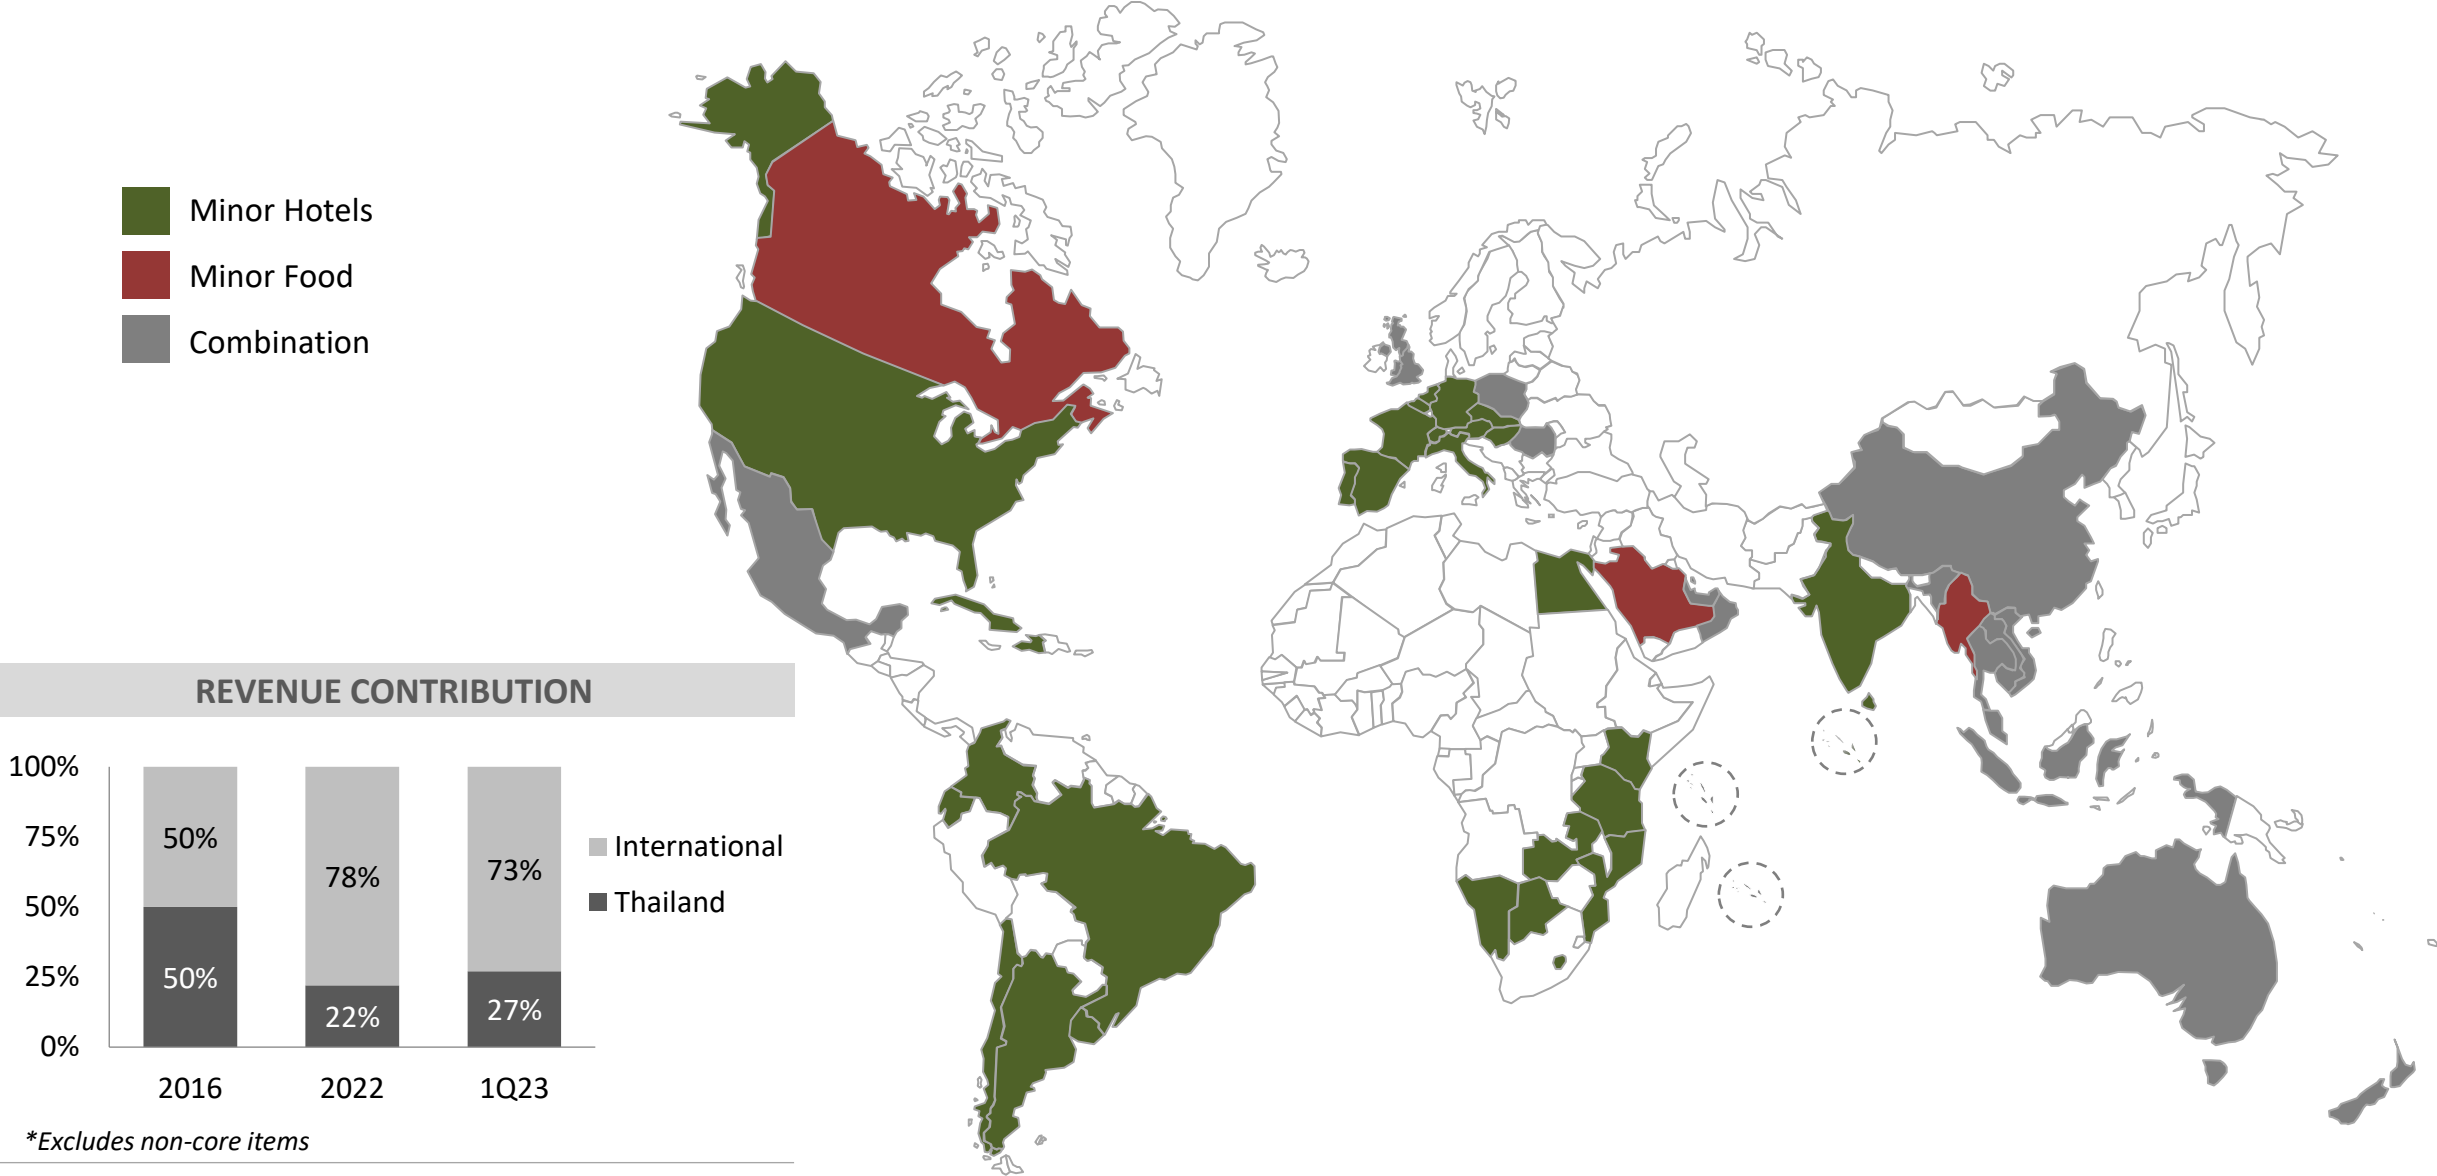 Minor Hotels
Minor Food
Combination
REVENUE CONTRIBUTION
100%
75%
50%
25%
0%
50%
78%
73%
50%
22%
27%
International
Thailand
2016
2022
1Q23
*Excludes non-core items